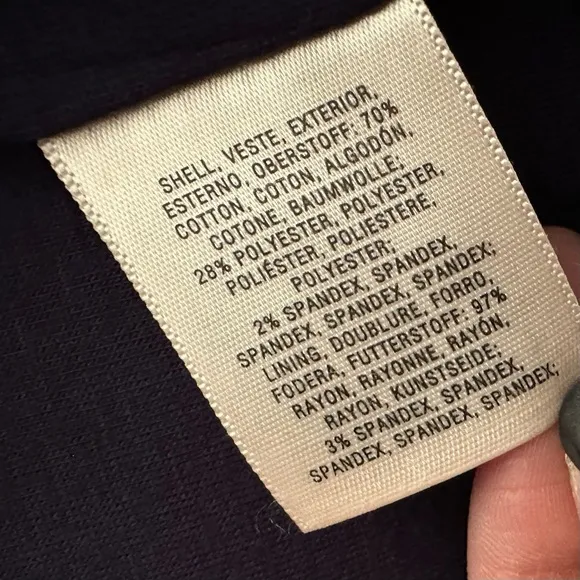 SHELL, VESTE, EXTERIOR,
ESTERNO, OBERSTOFF: 70%
COTTON, COTON, ALGODÓN,
COTONE, BAUMWOLLE;
28% POLYESTER, POLYESTER,
POLIÉSTER, POLIESTERE,
POLYESTER;
2% SPANDEX, SPANDEX,
SPANDEX, SPANDEX, SPANDEX;
LINING, DOUBLURE, FORRO,
FODERA, FUTTERSTOFF: 97%
RAYON, RAYONNE, RAYÓN,
RAYON, KUNSTSEIDE;
3% SPANDEX, SPANDEX,
SPANDEX, SPANDEX, SPANDEX;